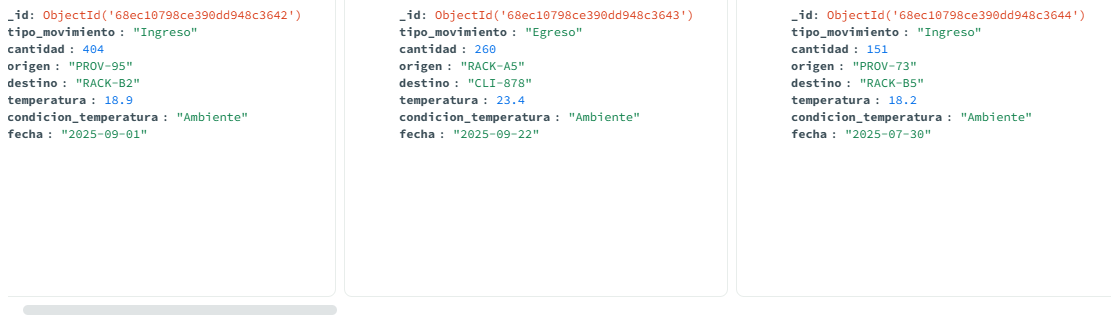 _id: ObjectId('68ec10798ce390dd948c3642')
tipo_movimiento : "Ingreso"
cantidad : 404
origen : "PROV-95"
destino : "RACK-B2"
temperatura : 18.9
condicion_temperatura : "Ambiente"
fecha : "2025-09-01"
_id: ObjectId('68ec10798ce390dd948c3643')
tipo_movimiento : "Egreso"
cantidad : 260
origen : "RACK-A5"
destino : "CLI-878"
temperatura : 23.4
condicion_temperatura : "Ambiente"
fecha : "2025-09-22"
_id: ObjectId('68ec10798ce390dd948c3644')
tipo_movimiento : "Ingreso"
cantidad : 151
origen : "PROV-73"
destino : "RACK-B5"
temperatura : 18.2
condicion_temperatura : "Ambiente"
fecha : "2025-07-30"